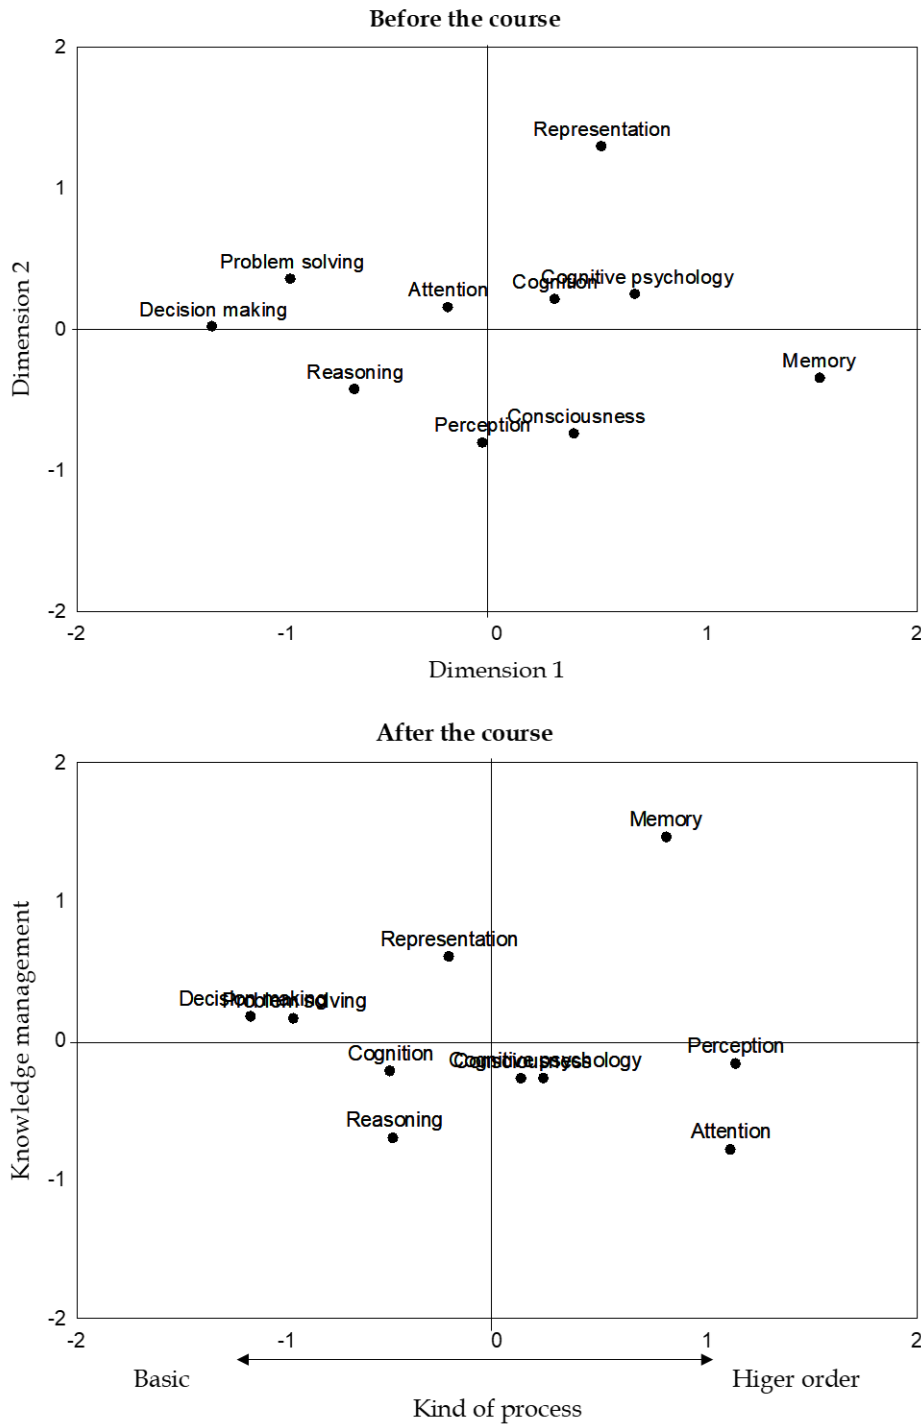 Before the course
2
Representation
1
Problem solving
Cognitive psychology
Cognition
Attention
Decision making
0
Memory
Reasoning
Consciousness
Perception
-1
-2
-2 -1 0 1 2
Dimension 2
Dimension 1
After the course
2
Memory
1
Representation
Decision making
Problem solving
0
Perception
Cognition
Cognitive psychology
Consciousness
Reasoning
Attention
-1
-2
-2 -1 0 1 2
Knowledge management
Basic Higer order
Kind of process